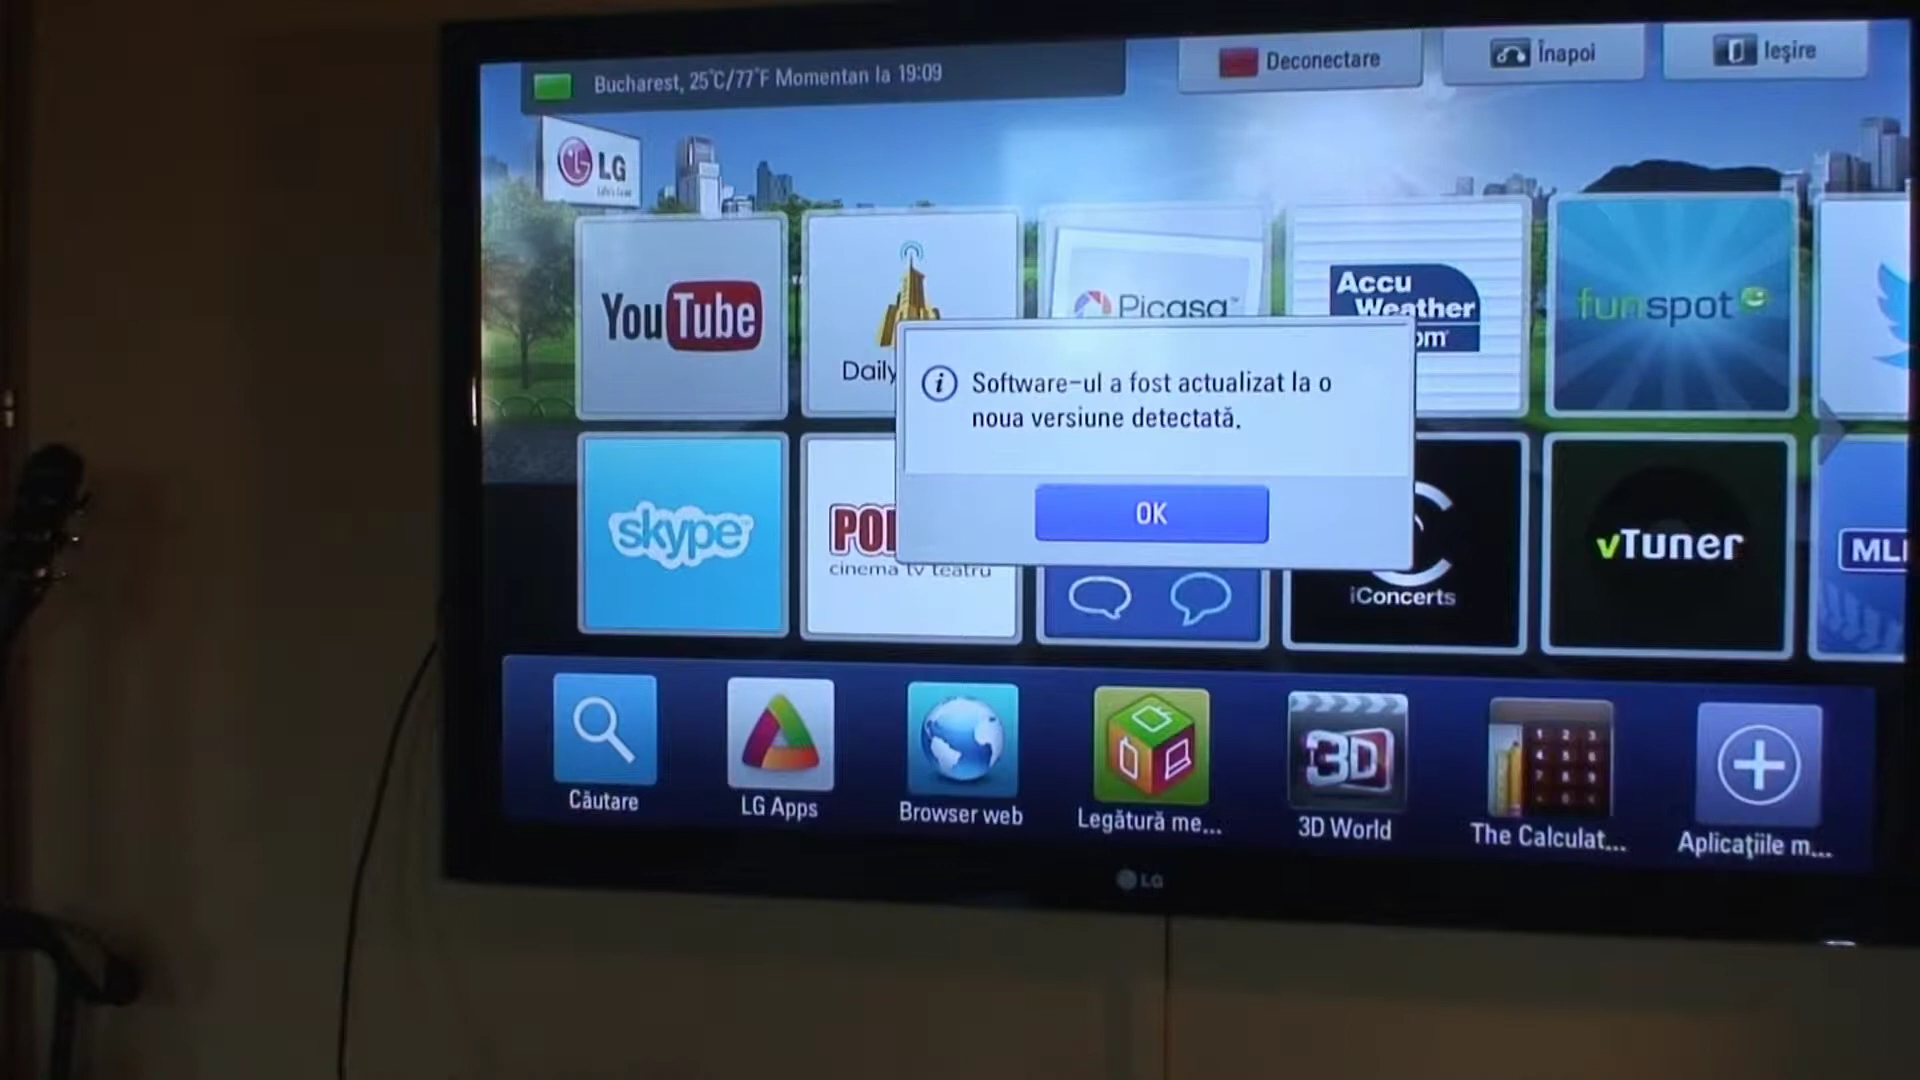 Bucharest, 25°C/77°F Momentan la 19:09
Deconectare
Înapoi
Ieşire
LG
YouTube
Daily
Picasa™
Accu
Weather
funspot
Software-ul a fost actualizat la o
noua versiune detectată.
OK
skype
cinema tv teatru
iConcerts
vTuner
Căutare
LG Apps
Browser web
Legătură me...
3D World
The Calculat...
Aplicaţiile m...
LG